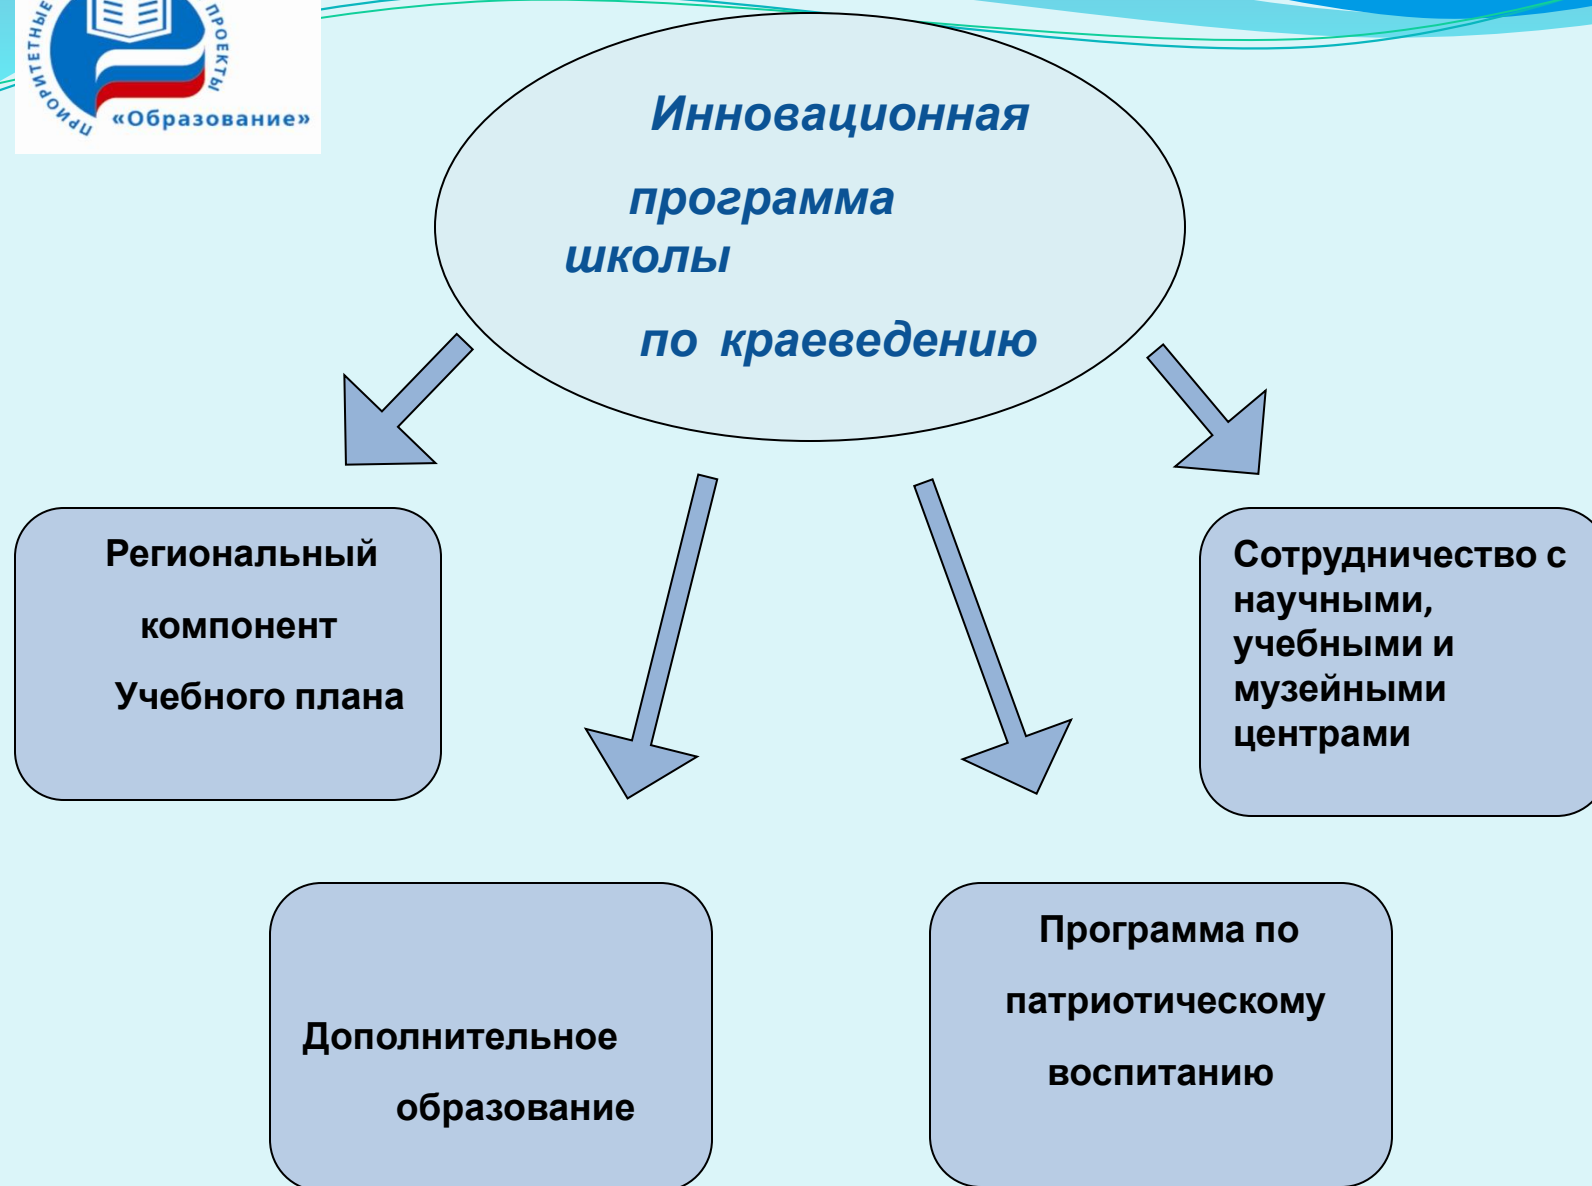 ПРИОРИТЕТНЫЕ ПРОЕКТЫ
«Образование»
Инновационная
программа
школы
по краеведению
Региональный
компонент
Учебного плана
Сотрудничество с
научными,
учебными и
музейными
центрами
Дополнительное
образование
Программа по
патриотическому
воспитанию